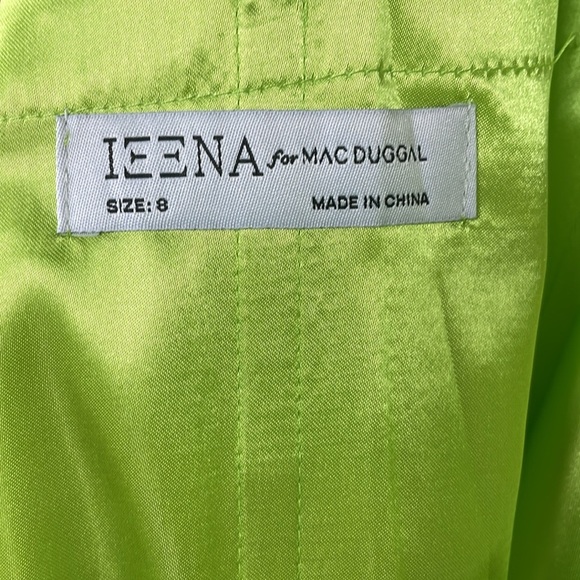 IEENA for MAC DUGGAL
SIZE: 8 MADE IN CHINA